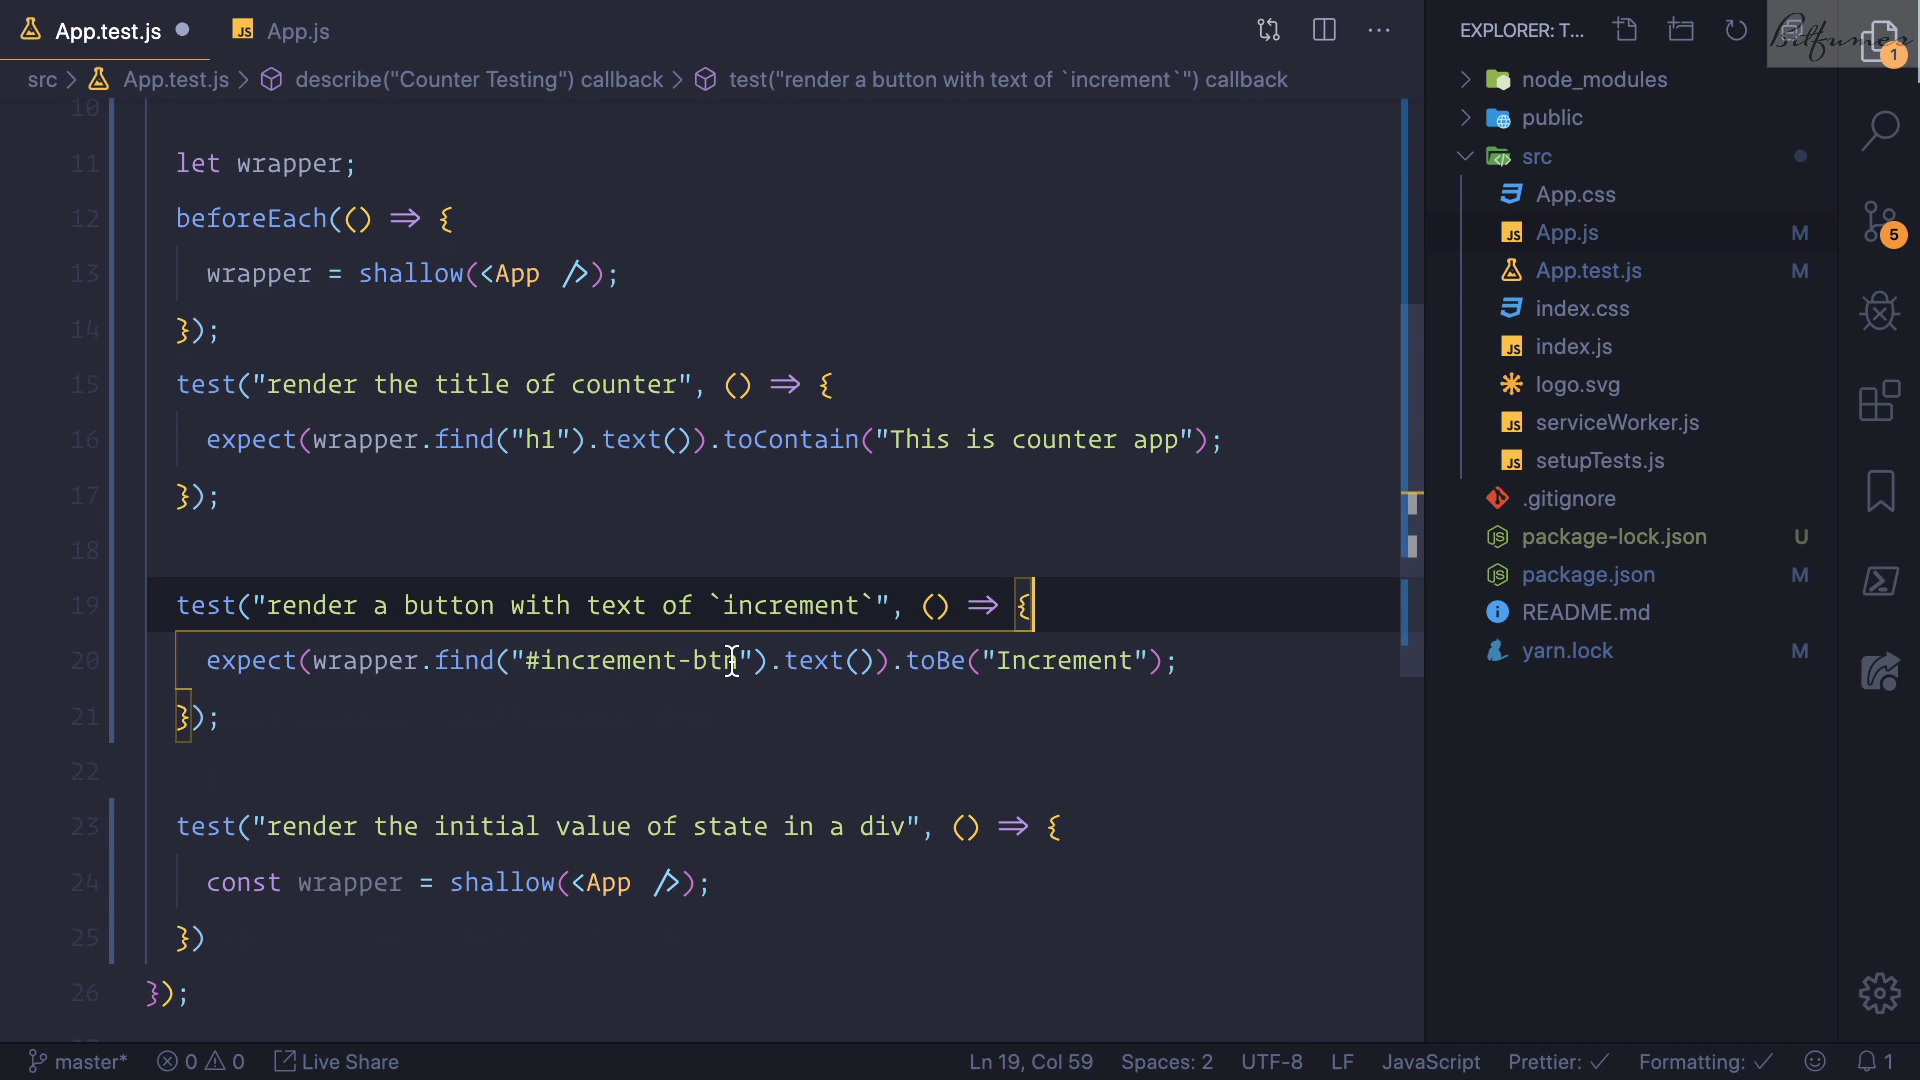 App.test.js
App.js
EXPLORER: T...
Bitfumes
1
src > App.test.js > describe("Counter Testing") callback > test("render a button with text of `increment`") callback
10
11 let wrapper;
12 beforeEach(() => {
13 wrapper = shallow(<App />);
14 });
15 test("render the title of counter", () => {
16 expect(wrapper.find("h1").text()).toContain("This is counter app");
17 });
18
19 test("render a button with text of `increment`", () => {
20 expect(wrapper.find("#increment-btn").text()).toBe("Increment");
21 });
22
23 test("render the initial value of state in a div", () => {
24 const wrapper = shallow(<App />);
25 })
26 });
node_modules
public
src
App.css
App.js M
App.test.js M
index.css
index.js
logo.svg
serviceWorker.js
setupTests.js
.gitignore
package-lock.json U
package.json M
README.md
yarn.lock M
5
master* 0 0 Live Share Ln 19, Col 59 Spaces: 2 UTF-8 LF JavaScript Prettier: ✓ Formatting: ✓ 1